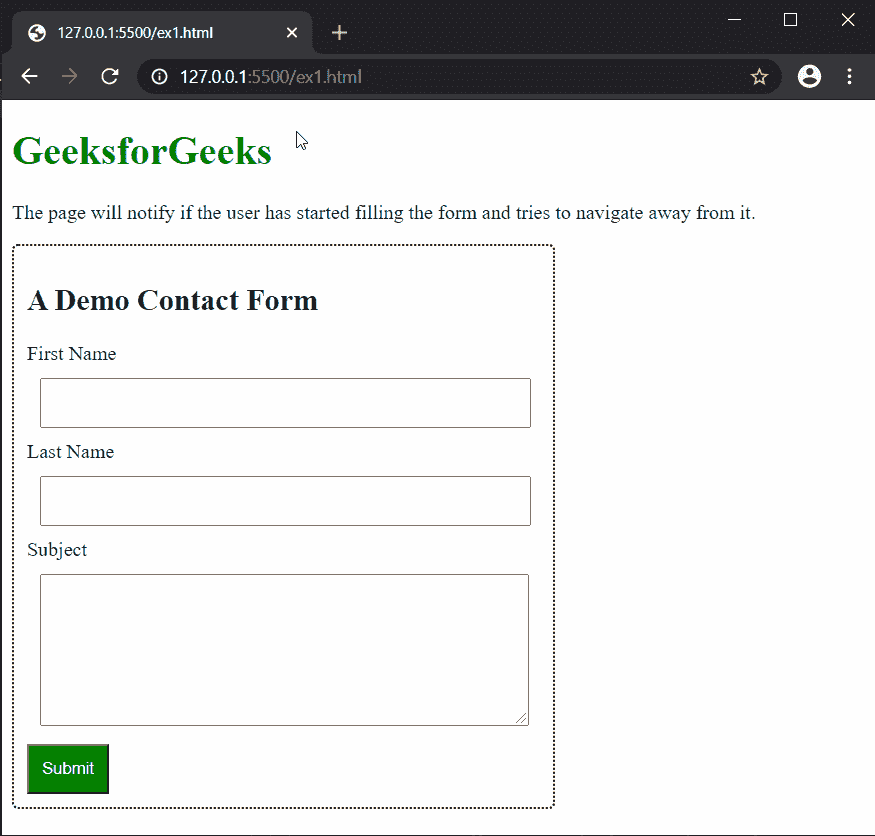 127.0.0.1:5500/ex1.html
127.0.0.1:5500/ex1.html
GeeksforGeeks
The page will notify if the user has started filling the form and tries to navigate away from it.
A Demo Contact Form
First Name
Last Name
Subject
Submit